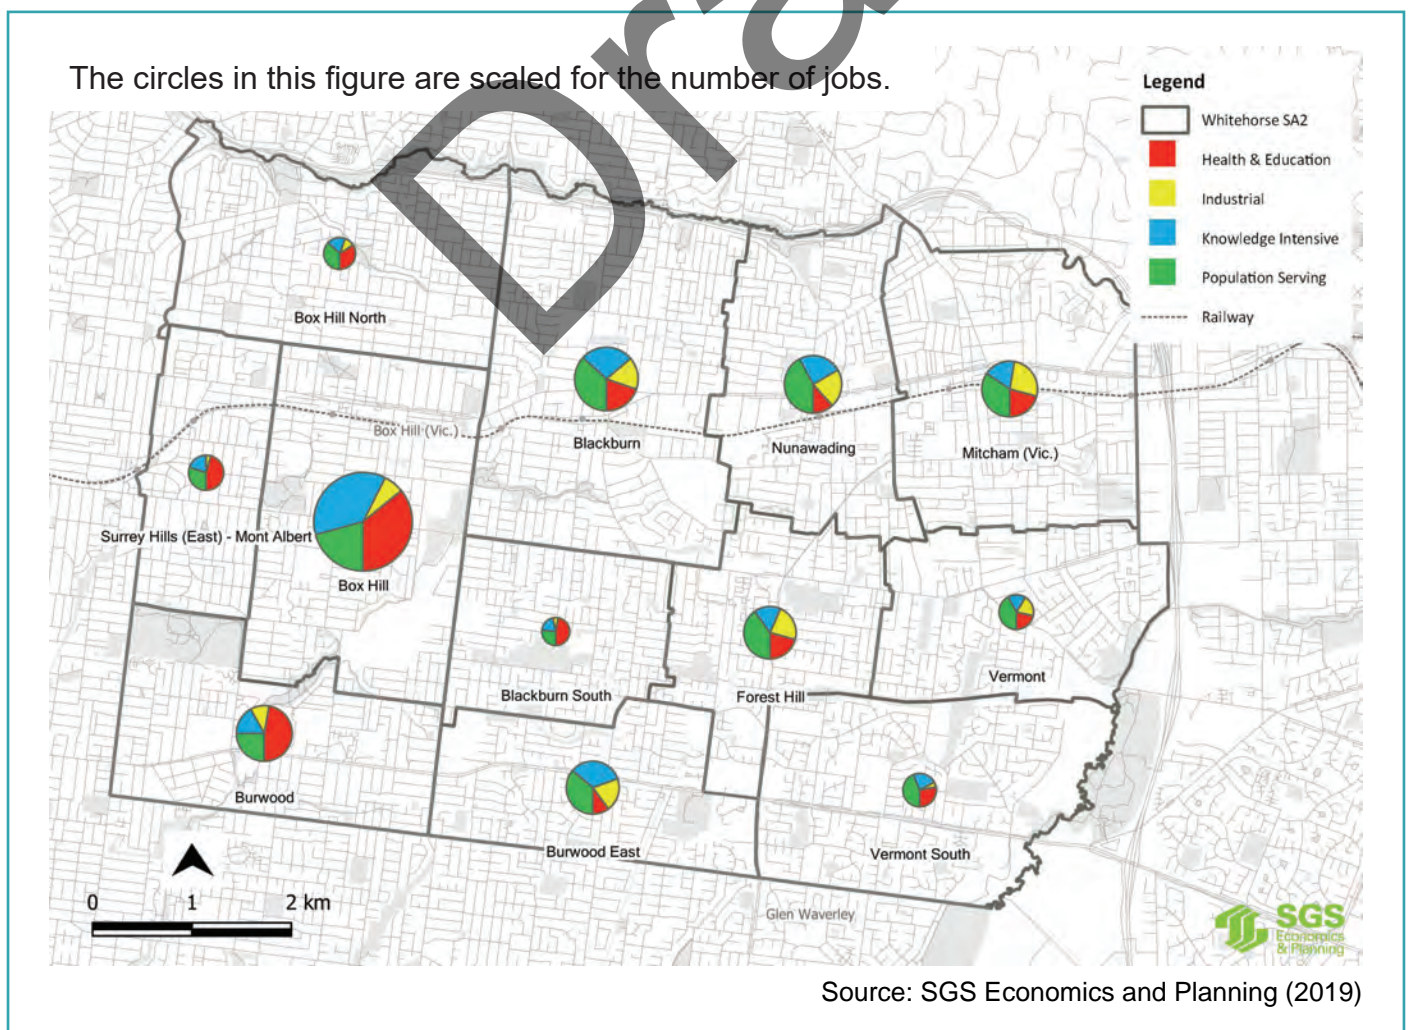 The circles in this figure are scaled for the number of jobs.
Dra
Legend
Whitehorse SA2
Health & Education
Industrial
Knowledge Intensive
Population Serving
Railway
Box Hill North
Box Hill (Vic.)
Blackburn
Nunawading
Mitcham (Vic.)
Surrey Hills (East) - Mont Albert
Box Hill
Blackburn South
Forest Hill
Vermont
Burwood
Burwood East
Vermont South
Glen Waverley
0 1 2 km
SGS
Economics
& Planning
Source: SGS Economics and Planning (2019)